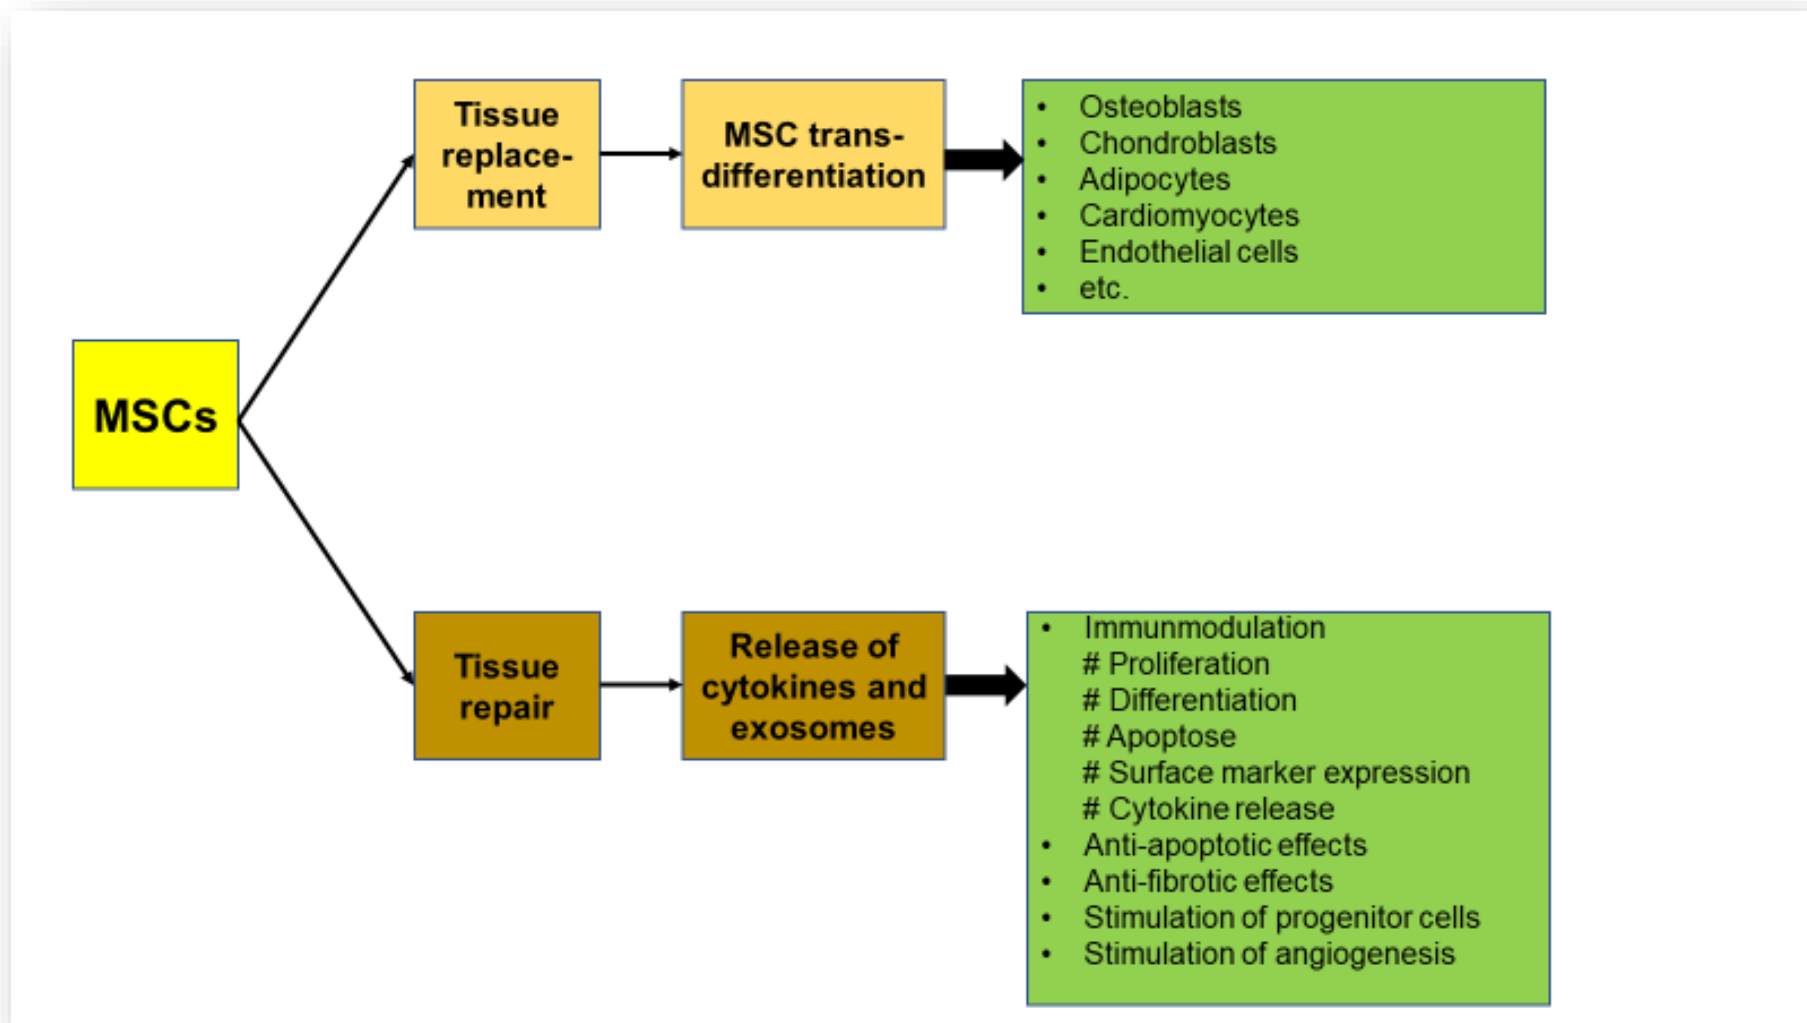 MSCs
Tissue
replace-
ment
MSC trans-
differentiation
• Osteoblasts
• Chondroblasts
• Adipocytes
• Cardiomyocytes
• Endothelial cells
• etc.
Tissue
repair
Release of
cytokines and
exosomes
• Immunmodulation
# Proliferation
# Differentiation
# Apoptose
# Surface marker expression
# Cytokine release
• Anti-apoptotic effects
• Anti-fibrotic effects
• Stimulation of progenitor cells
• Stimulation of angiogenesis